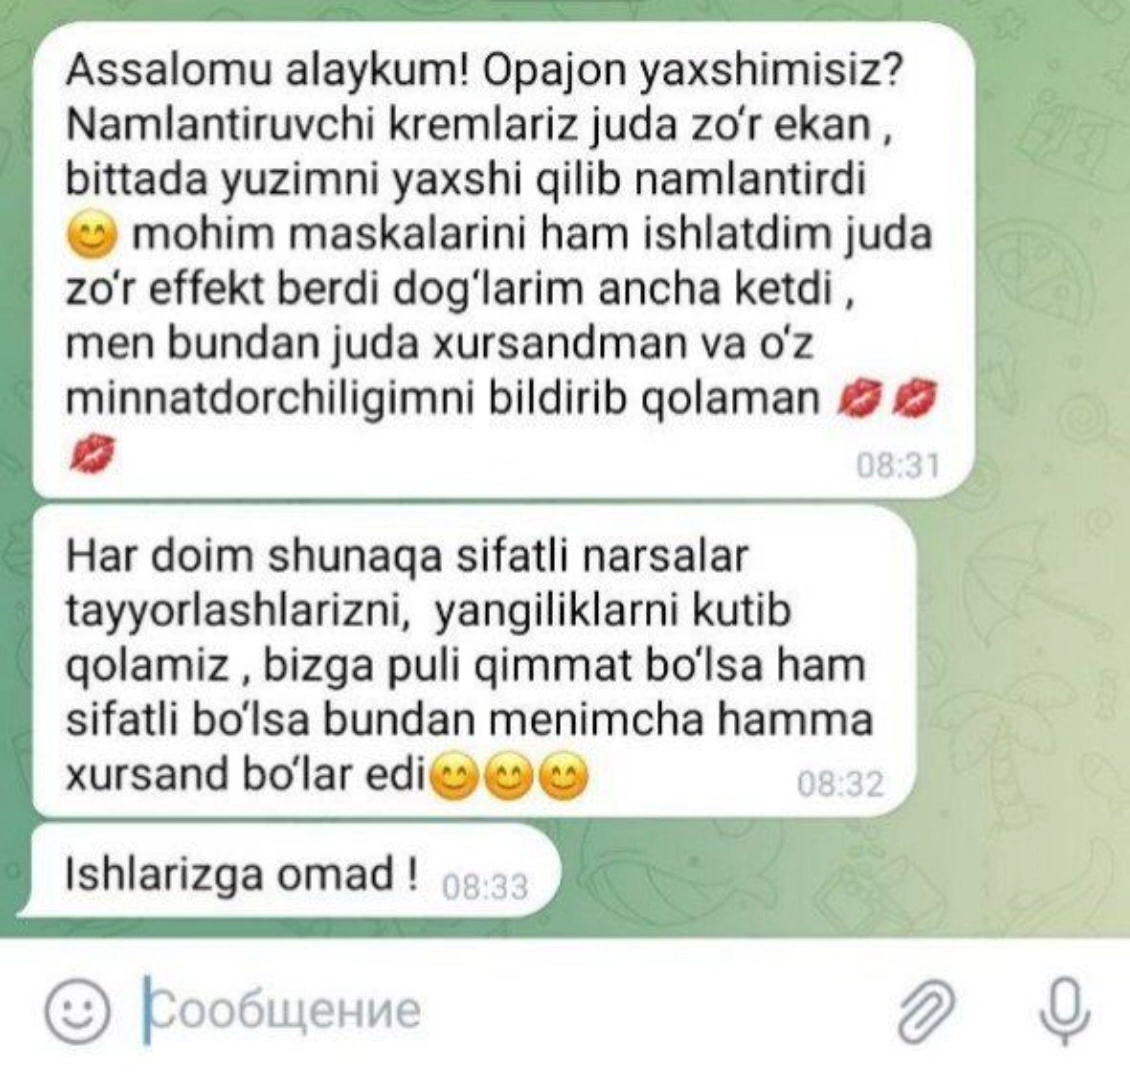 Assalomu alaykum! Opajon yaxshimisiz?
Namlantiruvchi kremlariz juda zo‘r ekan ,
bittada yuzimni yaxshi qilib namlantirdi
😊 mohim maskalarini ham ishlatdim juda
zo‘r effekt berdi dog‘larim ancha ketdi ,
men bundan juda xursandman va o‘z
minnatdorchiligimni bildirib qolaman 💋💋
💋 08:31
Har doim shunaqa sifatli narsalar
tayyorlashlarizni,  yangiliklarni kutib
qolamiz , bizga puli qimmat bo‘lsa ham
sifatli bo‘lsa bundan menimcha hamma
xursand bo‘lar edi😊😊😊 08:32
Ishlarizga omad ! 08:33
Сообщение